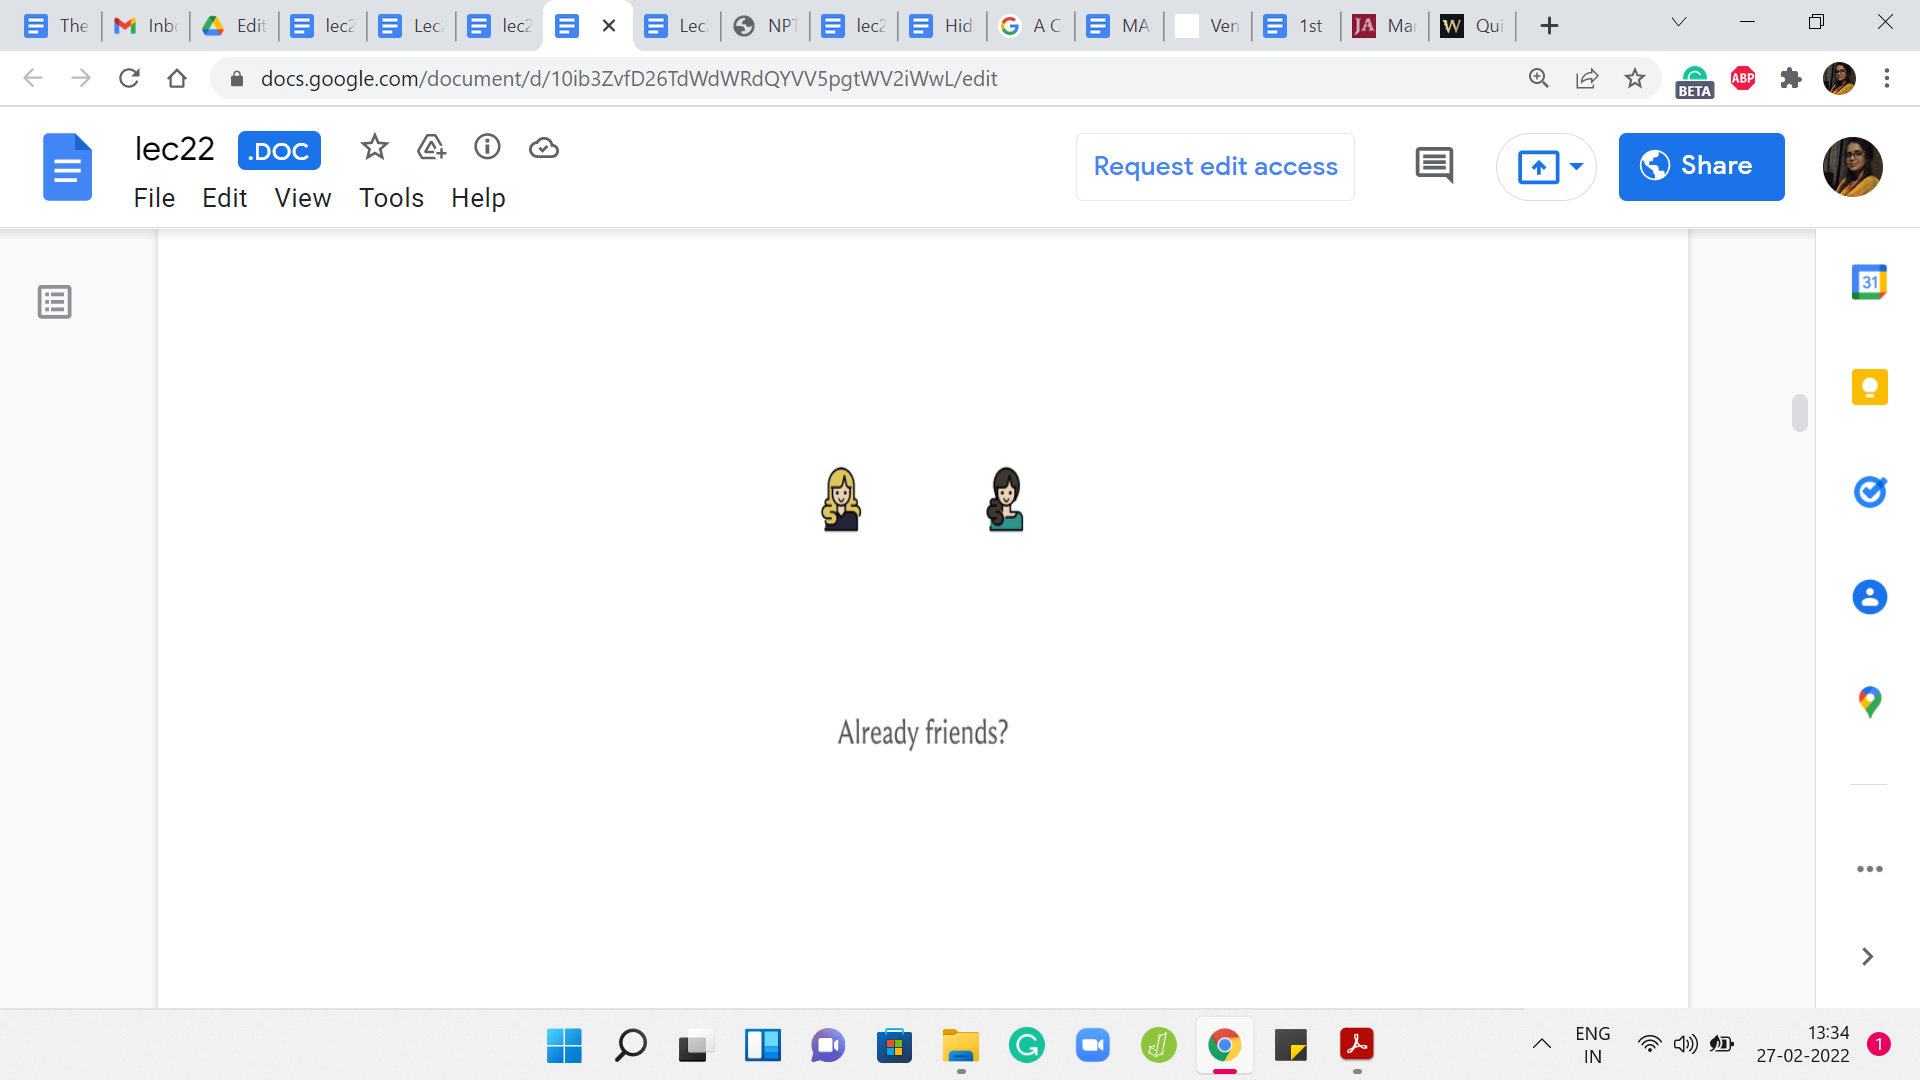 The
Inb
Edit
lec2
Lec
lec2
Lec
NPT
lec2
Hid
A C
MA
Ven
1st
JA
Mar
W
Qui
docs.google.com/document/d/10ib3ZvfD26TdWdWRdQYVV5pgtWV2iWwL/edit
BETA
ABP
lec22
.DOC
Request edit access
Share
File Edit View Tools Help
31
Already friends?
ENG
IN
13:34
27-02-2022
1